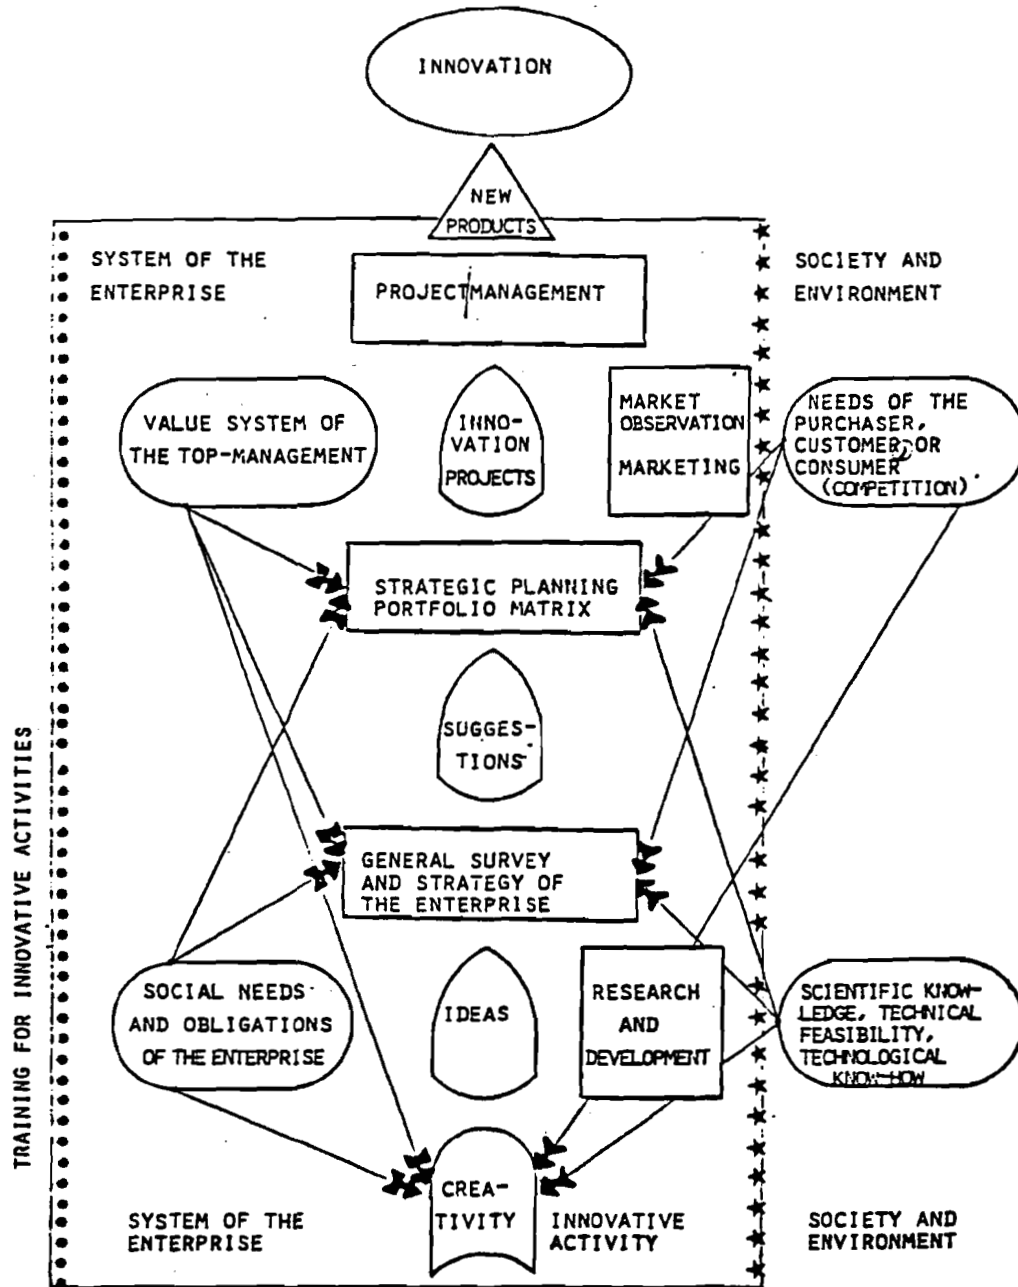 INNOVATION
NEW
PRODUCTS
SYSTEM OF THE
ENTERPRISE
PROJECT MANAGEMENT
SOCIETY AND
ENVIRONMENT
VALUE SYSTEM OF
THE TOP-MANAGEMENT
INNO-
VATION
PROJECTS
MARKET
OBSERVATION
MARKETING
NEEDS OF THE
PURCHASER,
CUSTOMER, OR
CONSUMER
(COMPETITION)
STRATEGIC PLANNING
PORTFOLIO MATRIX
SUGGES-
TIONS
GENERAL SURVEY
AND STRATEGY OF
THE ENTERPRISE
TRAINING FOR INNOVATIVE ACTIVITIES
SOCIAL NEEDS
AND OBLIGATIONS
OF THE ENTERPRISE
IDEAS
RESEARCH
AND
DEVELOPMENT
SCIENTIFIC KNOW-
LEDGE, TECHNICAL
FEASIBILITY,
TECHNOLOGICAL
KNOW-HOW
CREA-
TIVITY
SYSTEM OF THE
ENTERPRISE
INNOVATIVE
ACTIVITY
SOCIETY AND
ENVIRONMENT